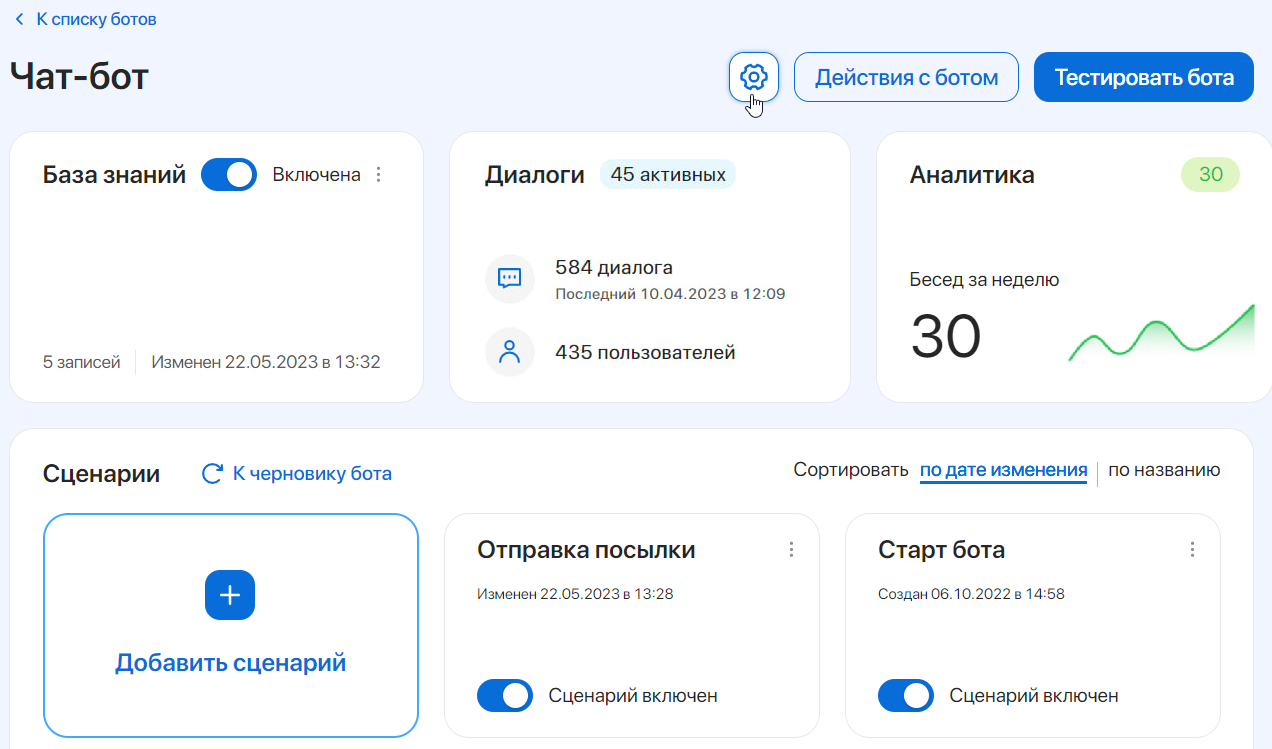 К списку ботов
Чат-бот
Действия с ботом
Тестировать бота
База знаний
Включена
5 записей
Изменен 22.05.2023 в 13:32
Диалоги
45 активных
584 диалога
Последний 10.04.2023 в 12:09
435 пользователей
Аналитика
30
Бесед за неделю
30
Сценарии
К черновику бота
Сортировать
по дате изменения
по названию
Добавить сценарий
Отправка посылки
Изменен 22.05.2023 в 13:28
Сценарий включен
Старт бота
Создан 06.10.2022 в 14:58
Сценарий включен